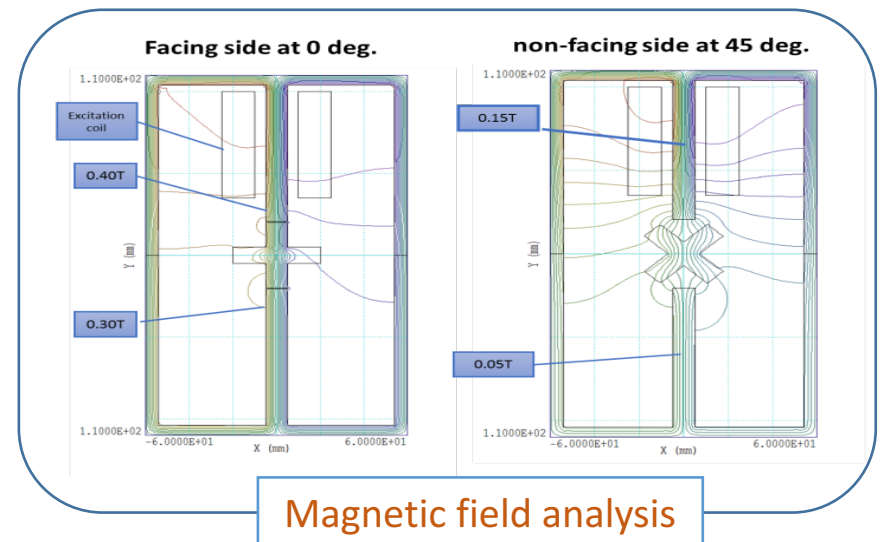 Facing side at 0 deg.
non-facing side at 45 deg.
1.1000E+02
Excitation
coil
0.40T
Y (mm)
0.30T
1.1000E+02
-6.0000E+01
X (mm)
6.0000E+01
1.1000E+02
0.15T
Y (mm)
0.05T
1.1000E+02
-6.0000E+01
X (mm)
6.0000E+01
Magnetic field analysis